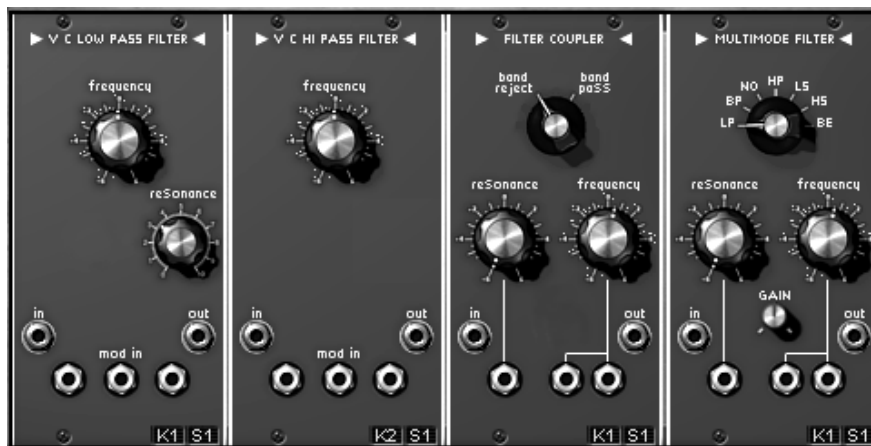 V C LOW PASS FILTER
frequency
reSonance
in
out
mod in
K1 S1
V C HI PASS FILTER
frequency
in
out
mod in
K2 S1
FILTER COUPLER
band reject
band paSS
reSonance
frequency
in
out
K1 S1
MULTIMODE FILTER
LP
BP
NO
HP
LS
HS
BE
reSonance
frequency
GAIN
in
out
K1 S1